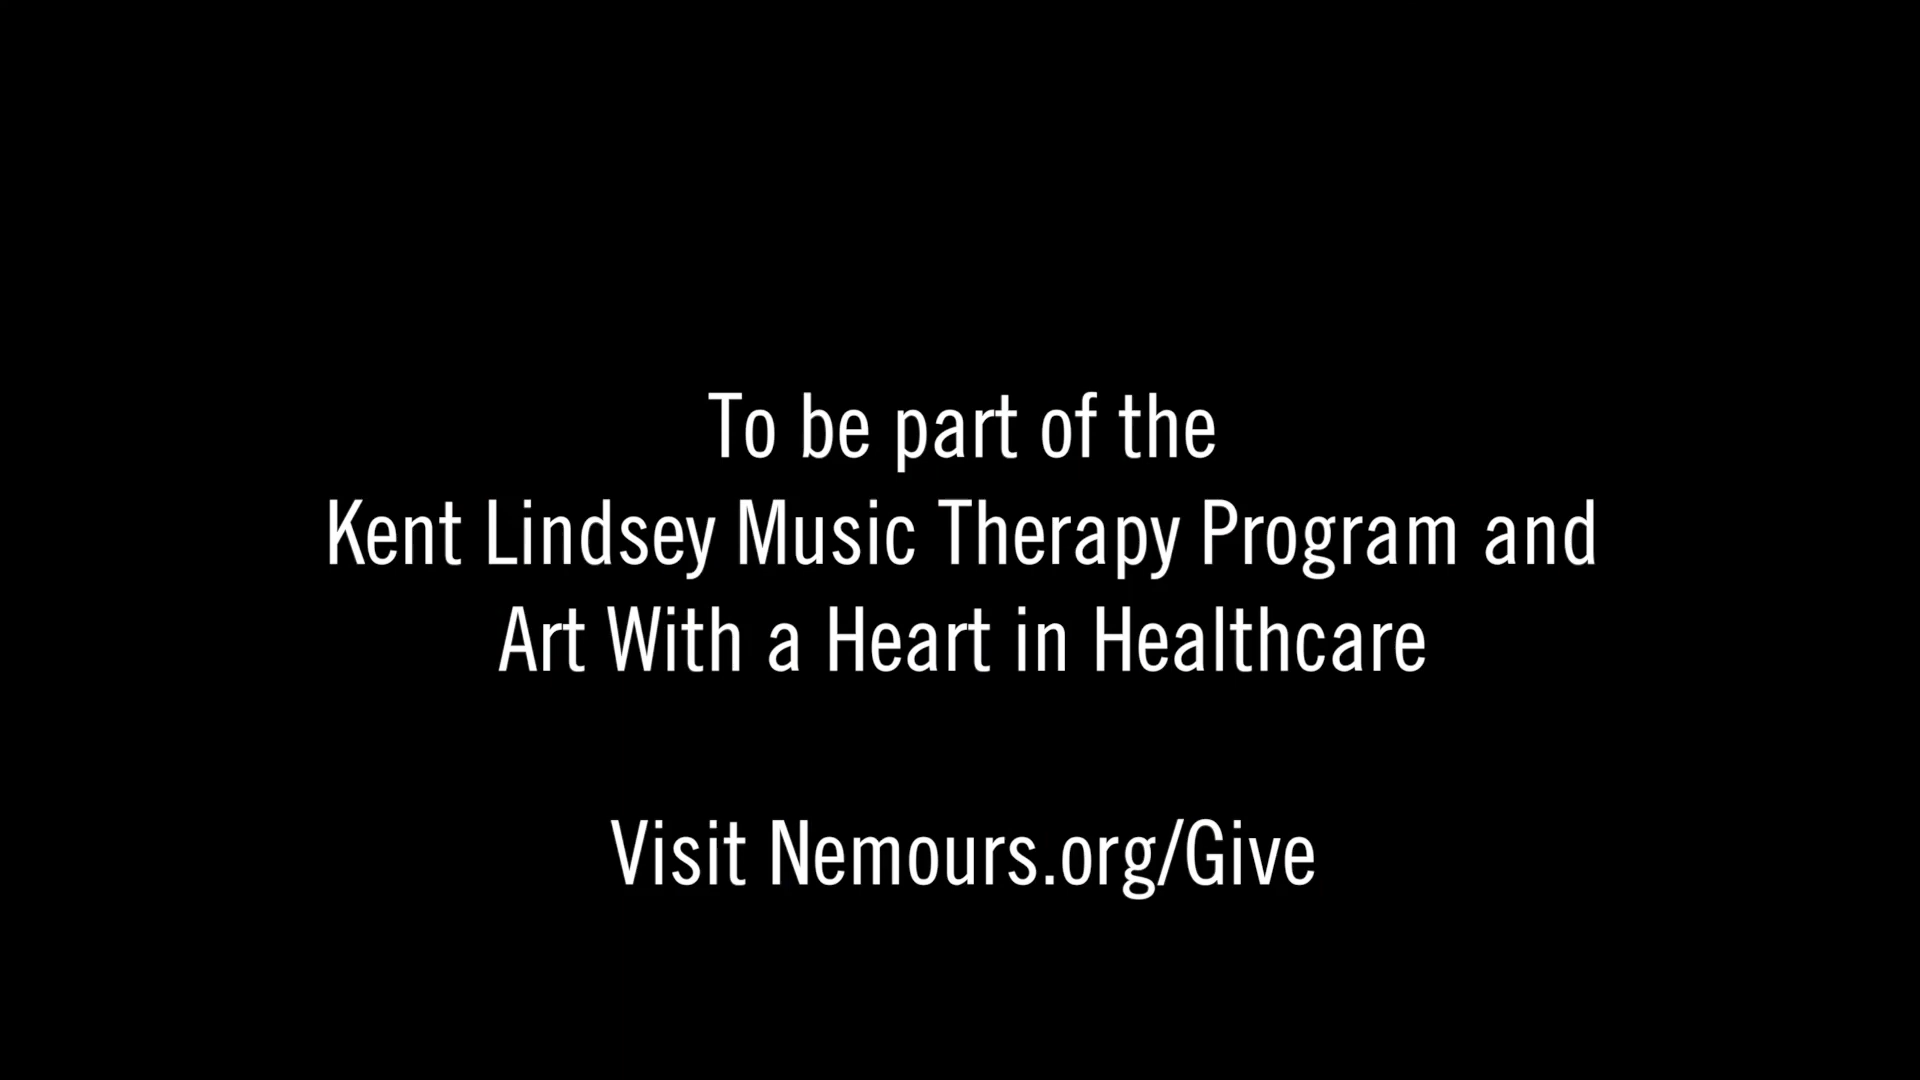 To be part of the
Kent Lindsey Music Therapy Program and
Art With a Heart in Healthcare
Visit Nemours.org/Give